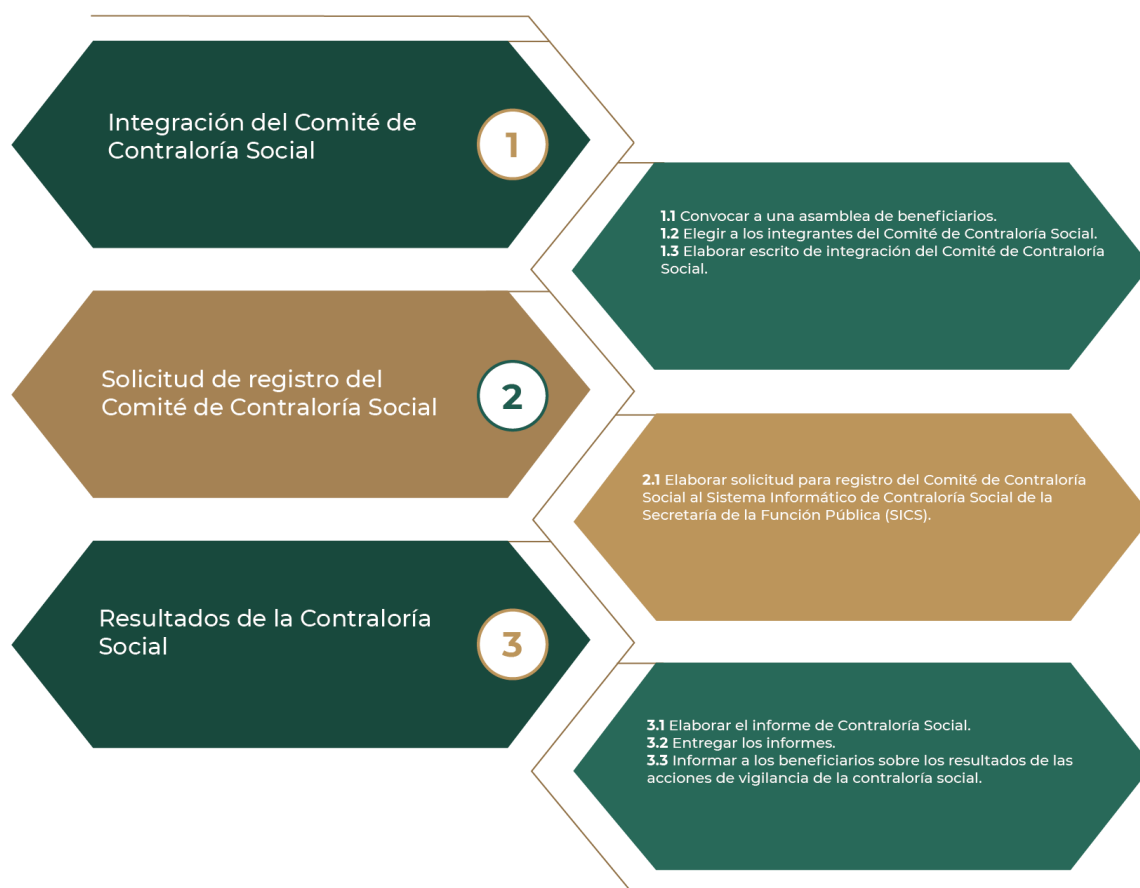 Integración del Comité de
Contraloría Social
1
1.1 Convocar a una asamblea de beneficiarios.
1.2 Elegir a los integrantes del Comité de Contraloría Social.
1.3 Elaborar escrito de integración del Comité de Contraloría
Social.
Solicitud de registro del
Comité de Contraloría Social
2
2.1 Elaborar solicitud para registro del Comité de Contraloría
Social al Sistema Informático de Contraloría Social de la
Secretaría de la Función Pública (SICS).
Resultados de la Contraloría
Social
3
3.1 Elaborar el informe de Contraloría Social.
3.2 Entregar los informes.
3.3 Informar a los beneficiarios sobre los resultados de las
acciones de vigilancia de la contraloría social.